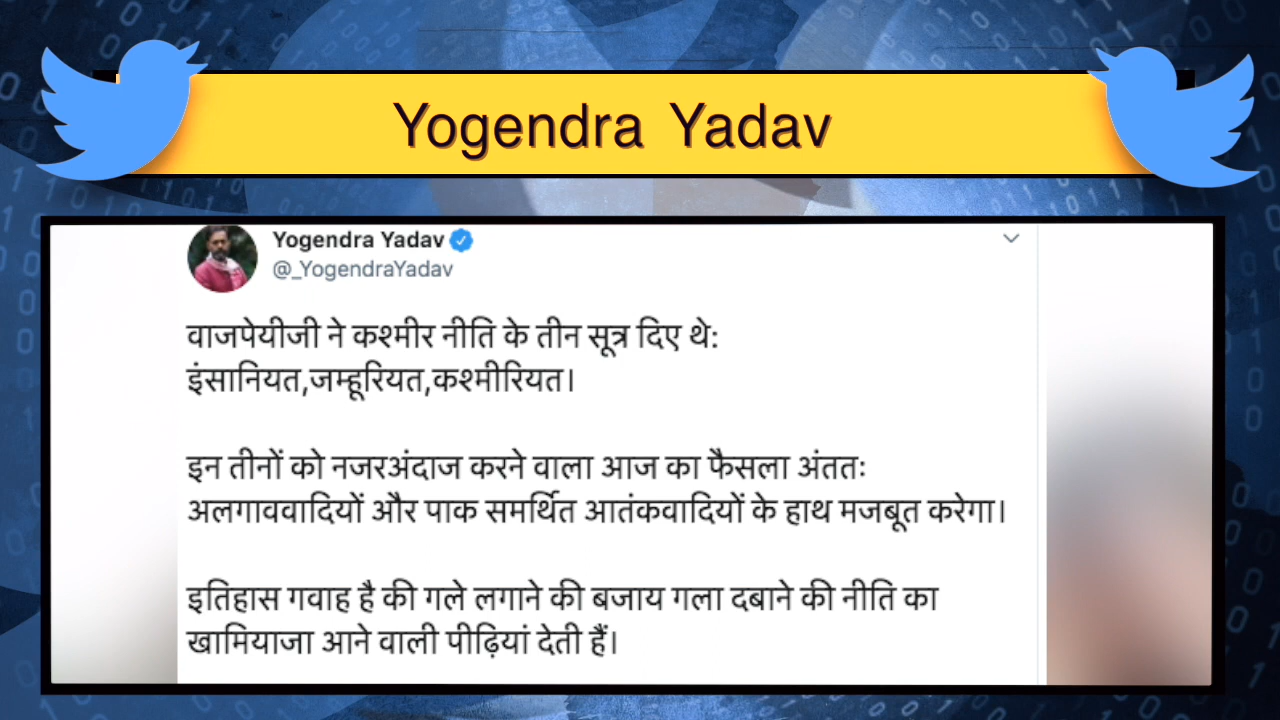 Yogendra Yadav
Yogendra Yadav
@_YogendraYadav
वाजपेयीजी ने कश्मीर नीति के तीन सूत्र दिए थे:
इंसानियत,जम्हूरियत,कश्मीरियत।
इन तीनों को नजरअंदाज करने वाला आज का फैसला अंततः
अलगाववादियों और पाक समर्थित आतंकवादियों के हाथ मजबूत करेगा।
इतिहास गवाह है की गले लगाने की बजाय गला दबाने की नीति का
खामियाजा आने वाली पीढ़ियां देती हैं।